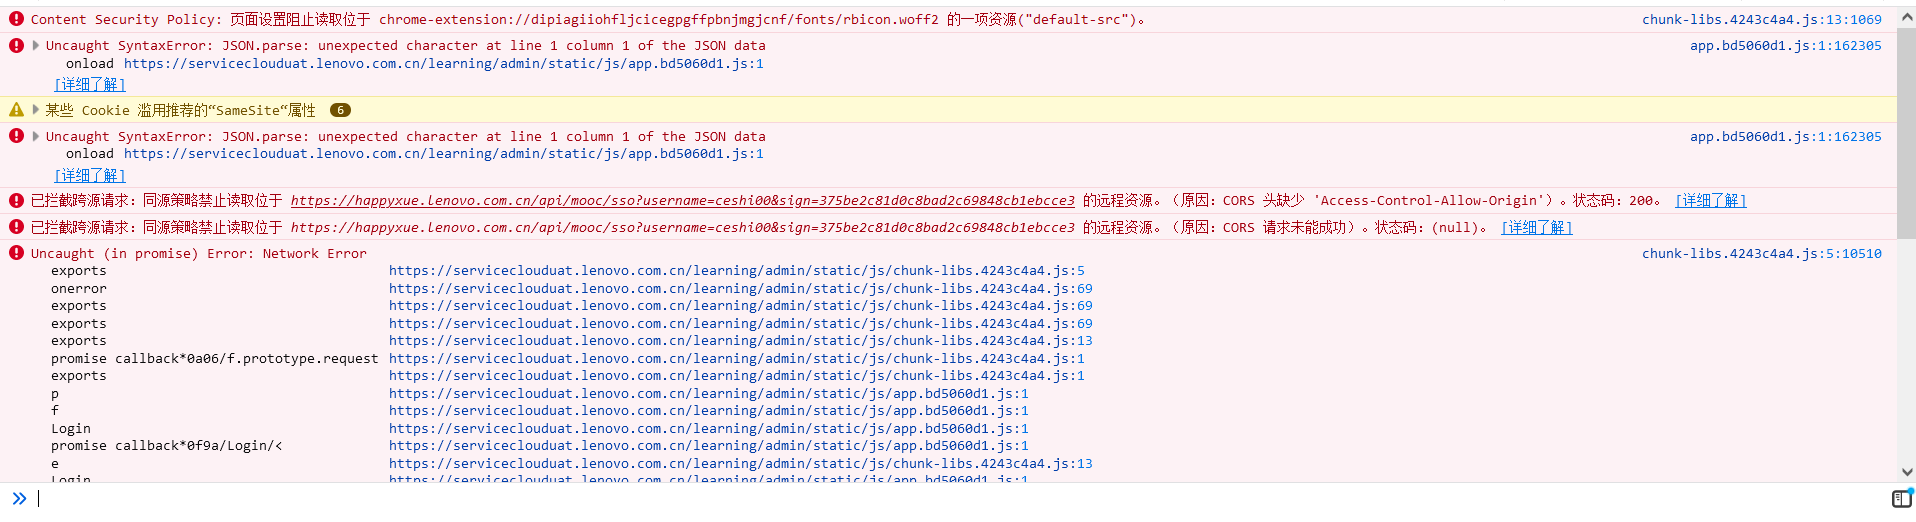 Content Security Policy: 页面设置阻止读取位于 chrome-extension://dipiagiiohfljcicegpgffpbnjmgjcnf/fonts/rbicon.woff2 的一项资源("default-src")。 chunk-libs.4243c4a4.js:13:1069
Uncaught SyntaxError: JSON.parse: unexpected character at line 1 column 1 of the JSON data app.bd5060d1.js:1:162305
onload https://serviceclouduat.lenovo.com.cn/learning/admin/static/js/app.bd5060d1.js:1
[详细了解]
某些 Cookie 滥用推荐的“SameSite“属性 6
Uncaught SyntaxError: JSON.parse: unexpected character at line 1 column 1 of the JSON data app.bd5060d1.js:1:162305
onload https://serviceclouduat.lenovo.com.cn/learning/admin/static/js/app.bd5060d1.js:1
[详细了解]
已拦截跨源请求：同源策略禁止读取位于 https://happyxue.lenovo.com.cn/api/mooc/sso?username=ceshi00&sign=375be2c81d0c8bad2c69848cb1ebcce3 的远程资源。（原因：CORS 头缺少 'Access-Control-Allow-Origin'）。状态码：200。 [详细了解]
已拦截跨源请求：同源策略禁止读取位于 https://happyxue.lenovo.com.cn/api/mooc/sso?username=ceshi00&sign=375be2c81d0c8bad2c69848cb1ebcce3 的远程资源。（原因：CORS 请求未能成功）。状态码：(null)。 [详细了解]
Uncaught (in promise) Error: Network Error chunk-libs.4243c4a4.js:5:10510
exports https://serviceclouduat.lenovo.com.cn/learning/admin/static/js/chunk-libs.4243c4a4.js:5
onerror https://serviceclouduat.lenovo.com.cn/learning/admin/static/js/chunk-libs.4243c4a4.js:69
exports https://serviceclouduat.lenovo.com.cn/learning/admin/static/js/chunk-libs.4243c4a4.js:69
exports https://serviceclouduat.lenovo.com.cn/learning/admin/static/js/chunk-libs.4243c4a4.js:69
exports https://serviceclouduat.lenovo.com.cn/learning/admin/static/js/chunk-libs.4243c4a4.js:13
promise callback*0a06/f.prototype.request https://serviceclouduat.lenovo.com.cn/learning/admin/static/js/chunk-libs.4243c4a4.js:1
exports https://serviceclouduat.lenovo.com.cn/learning/admin/static/js/chunk-libs.4243c4a4.js:1
p https://serviceclouduat.lenovo.com.cn/learning/admin/static/js/app.bd5060d1.js:1
f https://serviceclouduat.lenovo.com.cn/learning/admin/static/js/app.bd5060d1.js:1
Login https://serviceclouduat.lenovo.com.cn/learning/admin/static/js/app.bd5060d1.js:1
promise callback*0f9a/Login/< https://serviceclouduat.lenovo.com.cn/learning/admin/static/js/app.bd5060d1.js:1
e https://serviceclouduat.lenovo.com.cn/learning/admin/static/js/chunk-libs.4243c4a4.js:13
Login https://serviceclouduat.lenovo.com.cn/learning/admin/static/js/app.bd5060d1.js:1